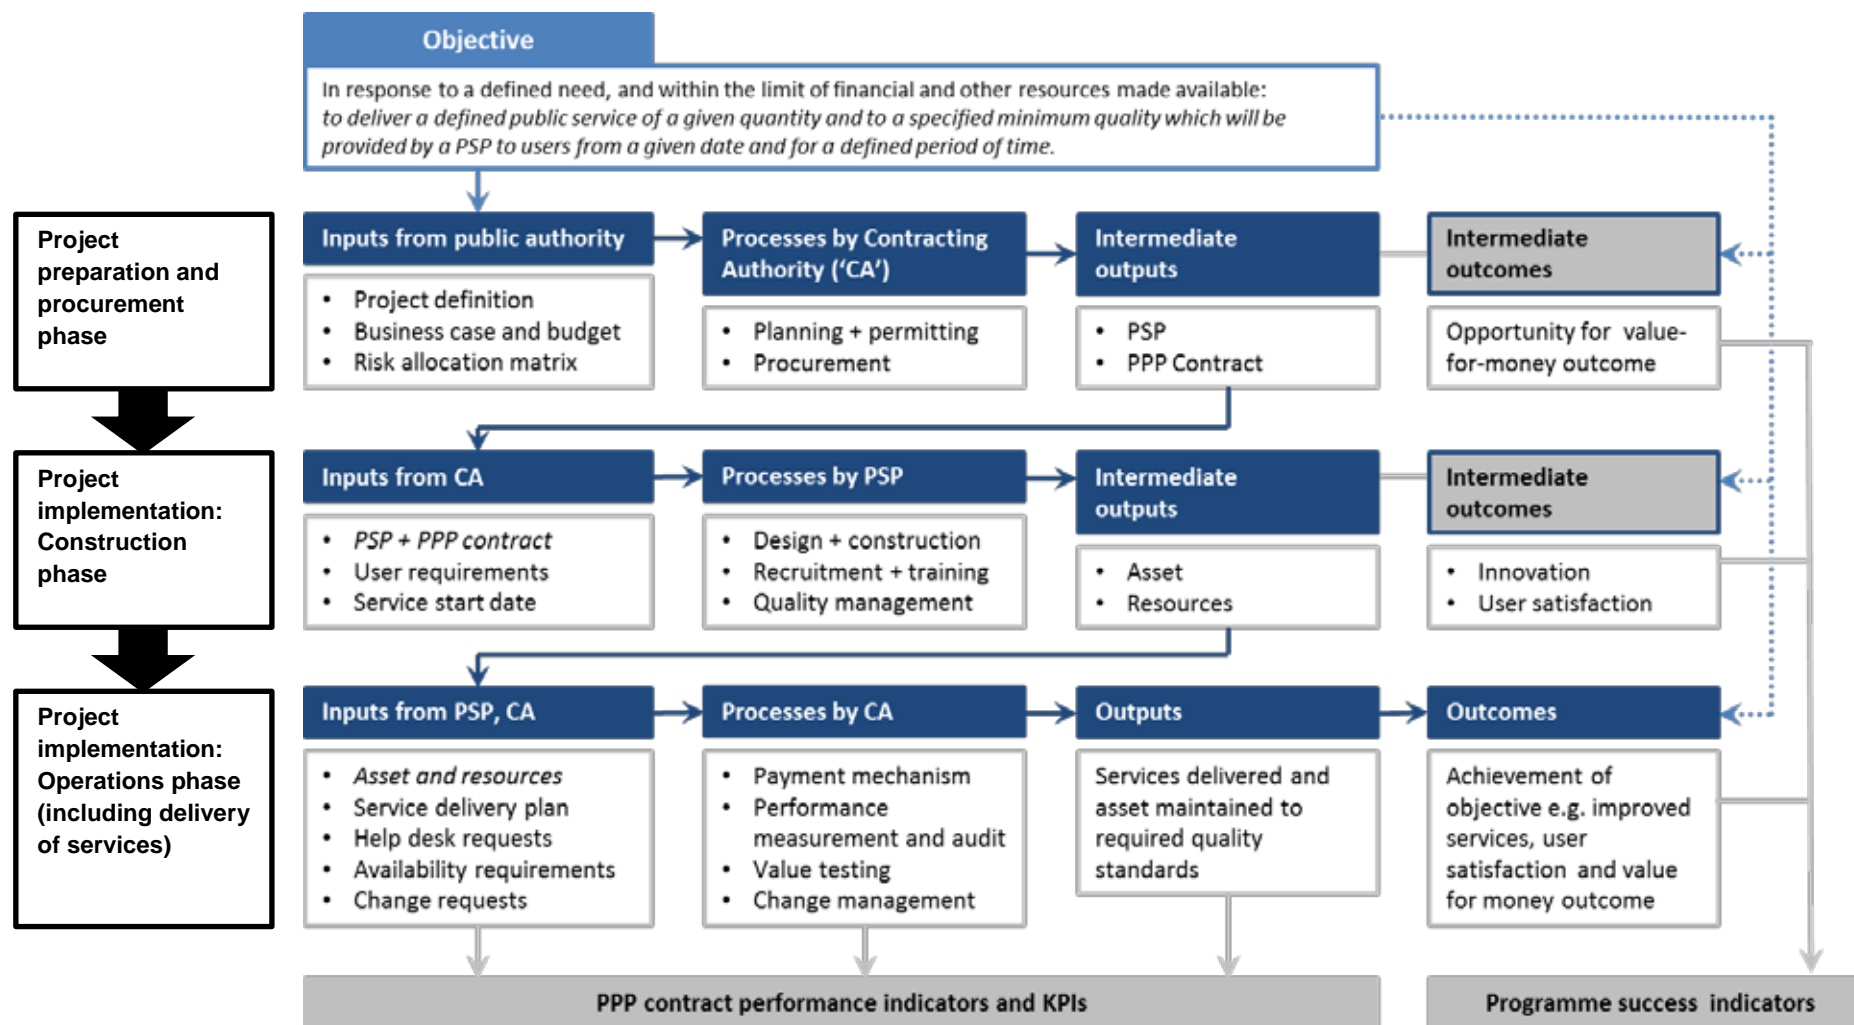 Objective
In response to a defined need, and within the limit of financial and other resources made available:
to deliver a defined public service of a given quantity and to a specified minimum quality which will be
provided by a PSP to users from a given date and for a defined period of time.
Project
preparation and
procurement
phase
Inputs from public authority
• Project definition
• Business case and budget
• Risk allocation matrix
Processes by Contracting
Authority (‘CA’)
• Planning + permitting
• Procurement
Intermediate
outputs
• PSP
• PPP Contract
Intermediate
outcomes
Opportunity for value-
for-money outcome
Project
implementation:
Construction
phase
Inputs from CA
• PSP + PPP contract
• User requirements
• Service start date
Processes by PSP
• Design + construction
• Recruitment + training
• Quality management
Intermediate
outputs
• Asset
• Resources
Intermediate
outcomes
• Innovation
• User satisfaction
Project
implementation:
Operations phase
(including delivery
of services)
Inputs from PSP, CA
• Asset and resources
• Service delivery plan
• Help desk requests
• Availability requirements
• Change requests
Processes by CA
• Payment mechanism
• Performance
measurement and audit
• Value testing
• Change management
Outputs
Services delivered and
asset maintained to
required quality
standards
Outcomes
Achievement of
objective e.g. improved
services, user
satisfaction and value
for money outcome
PPP contract performance indicators and KPIs
Programme success indicators